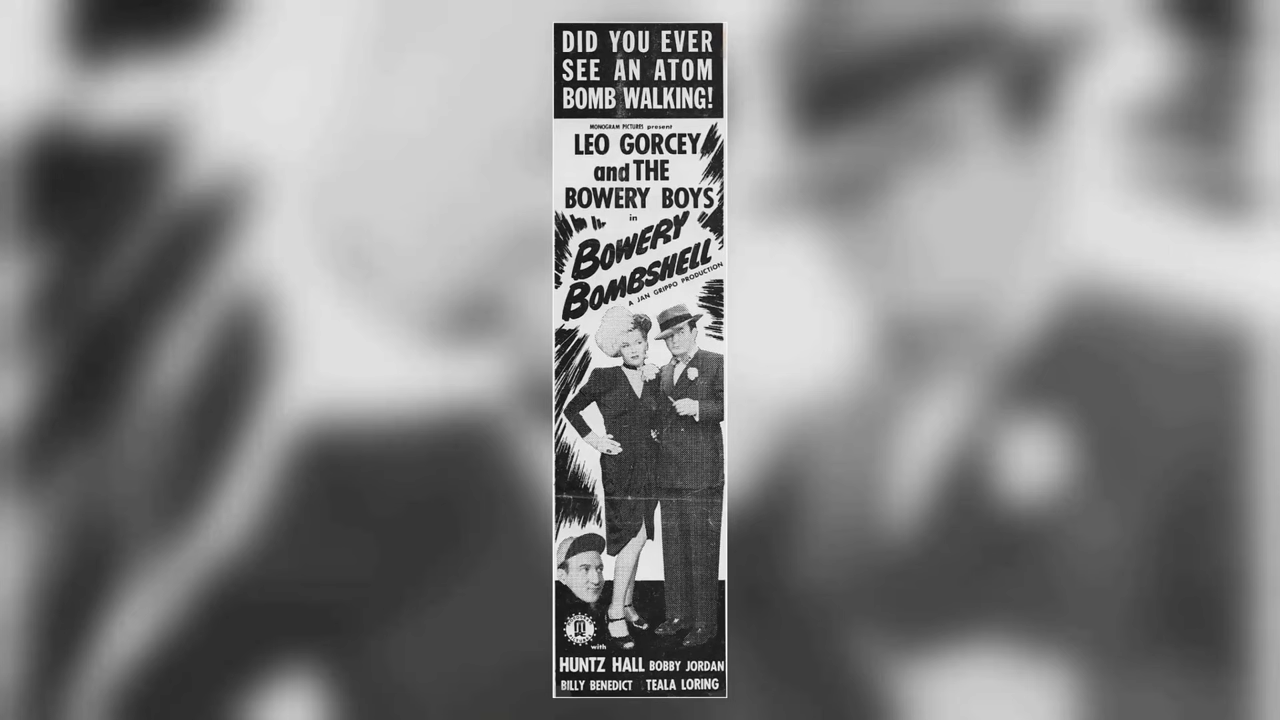 DID YOU EVER
SEE AN ATOM
BOMB WALKING!
MONOGRAM PICTURES present
LEO GORCEY
and THE
BOWERY BOYS
in
BOWERY
BOMBSHELL
A JAN GRIPPO PRODUCTION
with
HUNTZ HALL BOBBY JORDAN
BILLY BENEDICT TEALA LORING